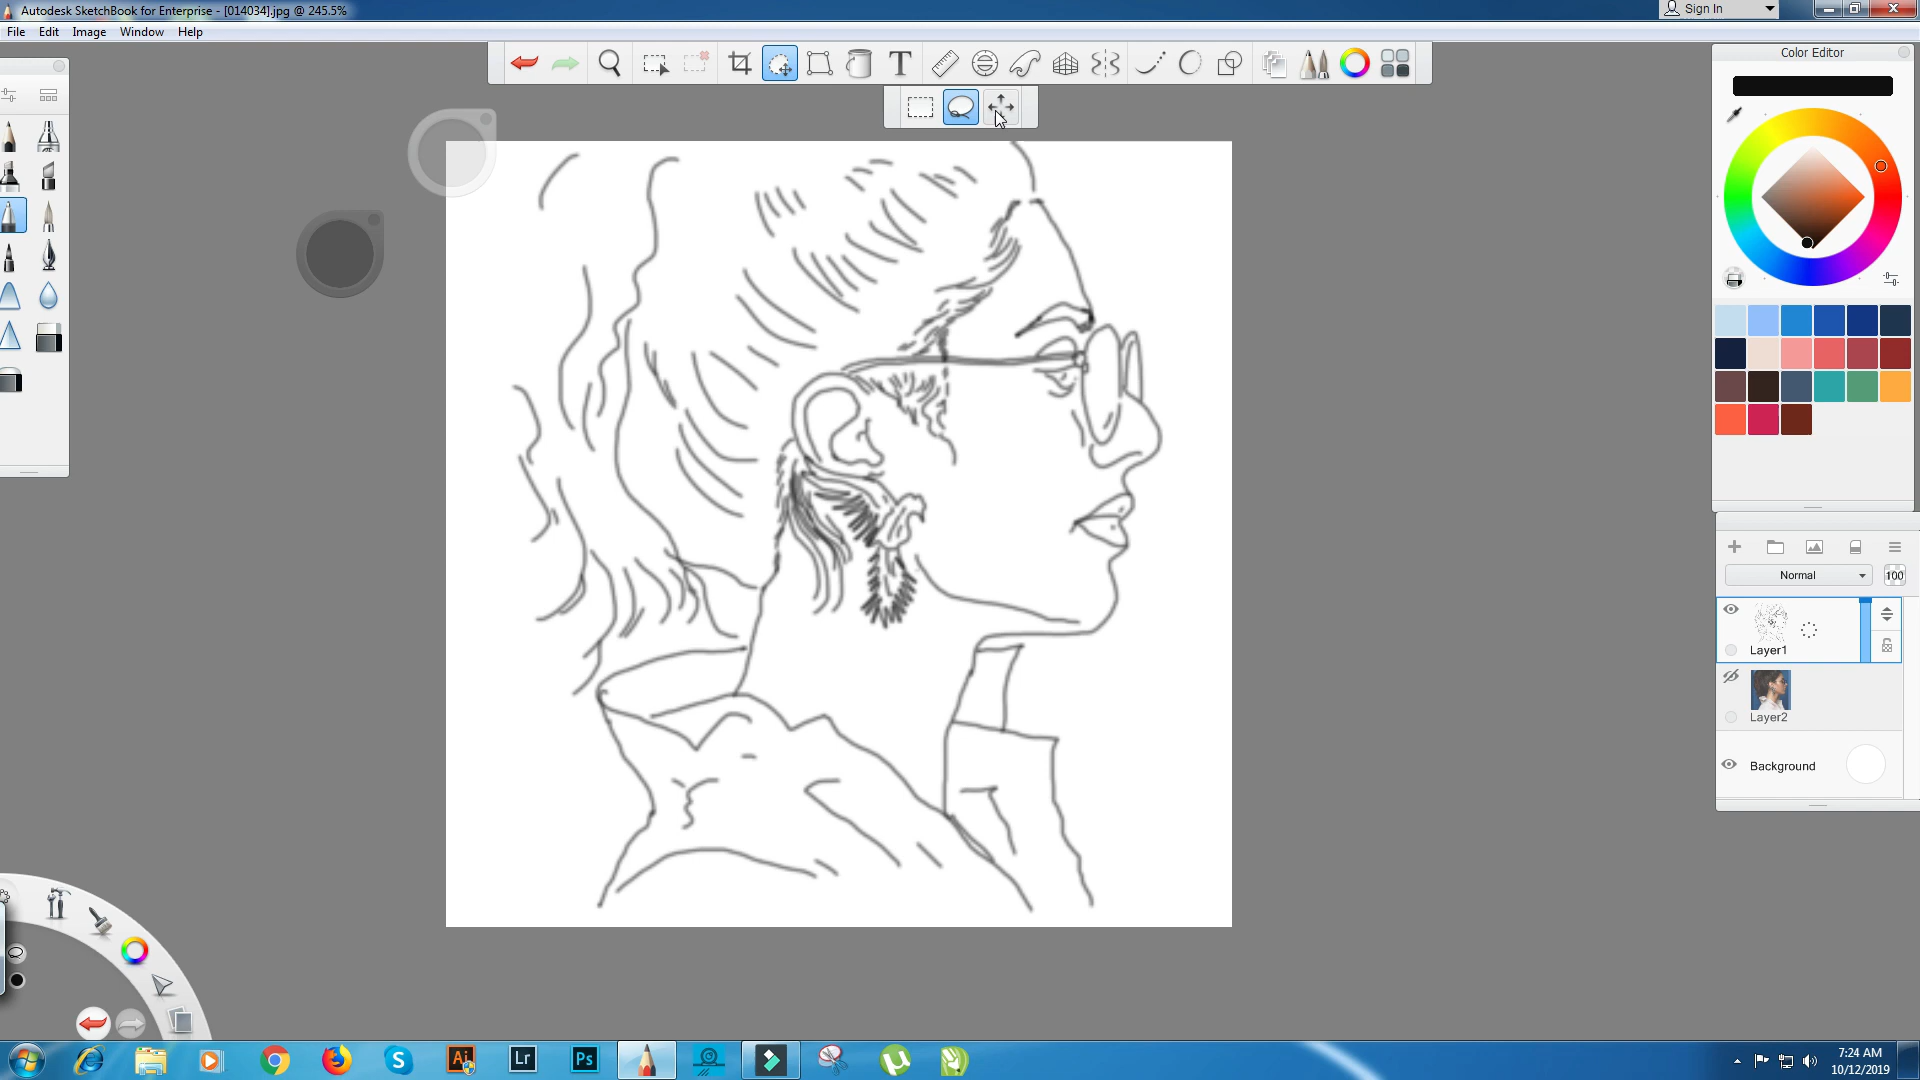 Autodesk SketchBook for Enterprise - [014034].jpg @ 245.5%
Sign In
File Edit Image Window Help
T
Color Editor
Normal
100
Layer1
Layer2
Background
S
Ai
Lr
Ps
µ
7:24 AM
10/12/2019